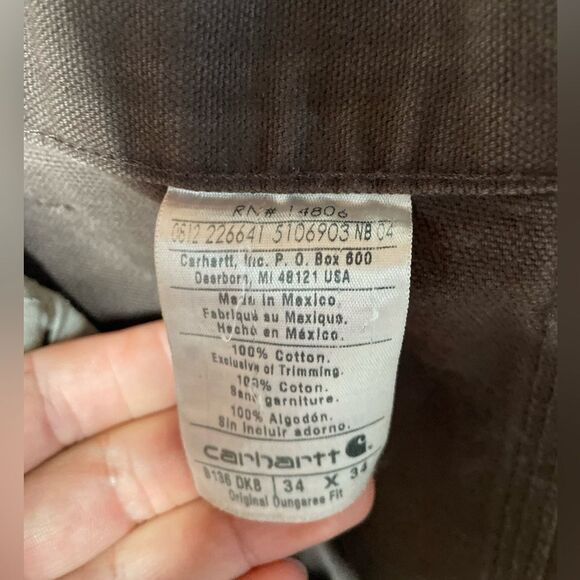 RN# 14806
0612 226641 5106903 NB 04
Carhartt, Inc. P. O. Box 600
Dearborn, MI 48121 USA
Made in Mexico.
Fabriqué au Mexique.
Hecho en México.
100% Cotton.
Exclusive of Trimming.
100% Coton.
Sans garniture.
100% Algodón.
Sin incluir adorno.
carhartt
B136 DKB 34 X 34
Original Dungaree Fit